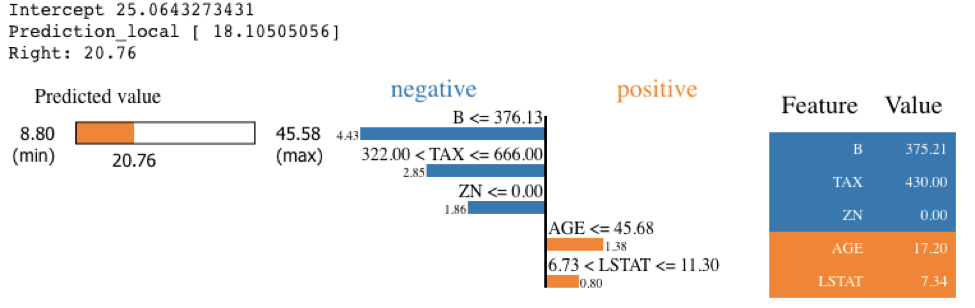 Intercept 25.0643273431
Prediction_local [ 18.10505056]
Right: 20.76
Predicted value
8.80
(min)
20.76
45.58
(max)
negative
positive
B <= 376.13
4.43
322.00 < TAX <= 666.00
2.85
ZN <= 0.00
1.86
AGE <= 45.68
1.38
6.73 < LSTAT <= 11.30
0.80
Feature Value
B 375.21
TAX 430.00
ZN 0.00
AGE 17.20
LSTAT 7.34